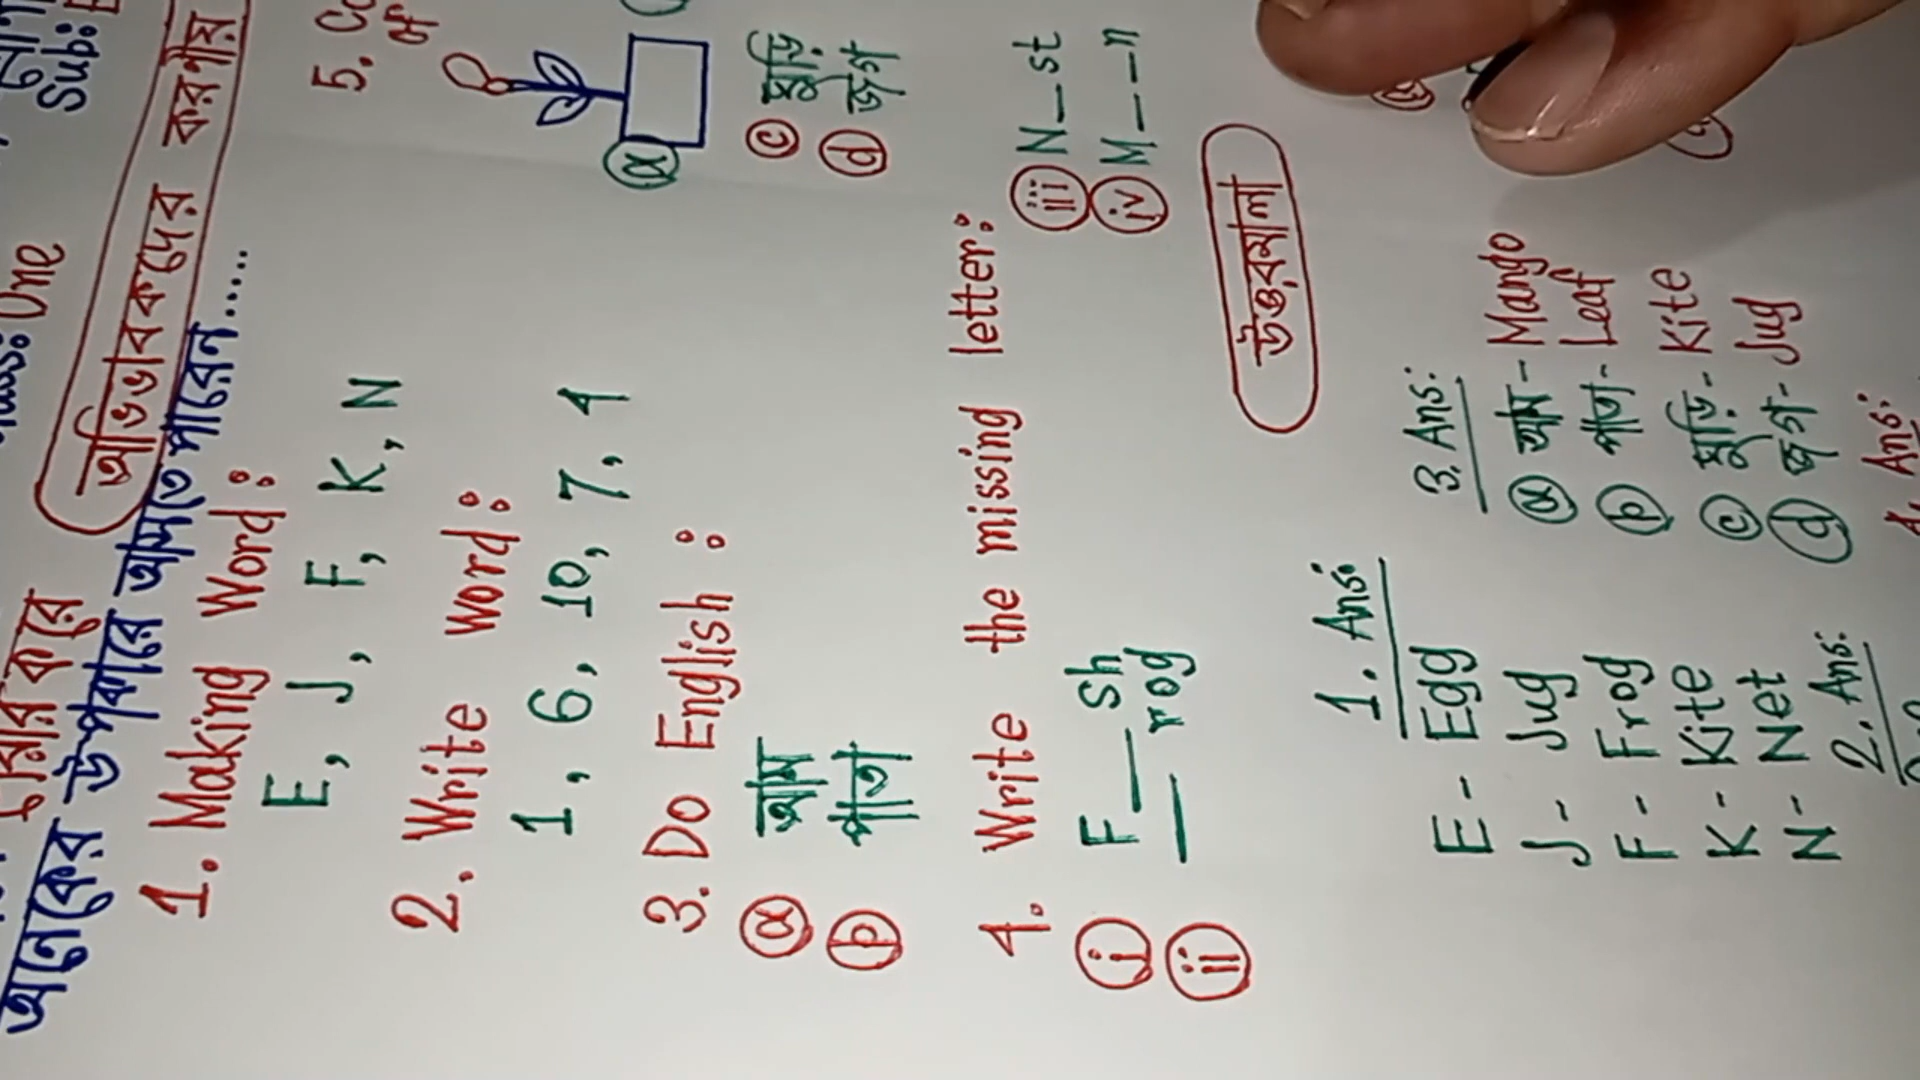 Sub:
One
অভিভাবকদের করণীয়
করে
অনেকের উপকারে আসতে পারেন.....
1. Making Word:
E, J, F, K, N
2. Write word:
1, 6, 10, 7, 4
3. Do English:
(a) আম
(b) পাতা
(c) ঘুড়ি
(d) জগ
4. Write the missing letter:
(i) F__sh
(ii) __rog
(iii) N_st
(iv) M__n
5.
of
(a)
উত্তরমালা
1. Ans:
E - Egg
J - Jug
F - Frog
K - Kite
N - Net
2. Ans:
3. Ans:
(a) আম - Mango
(b) পাতা - Leaf
(c) ঘুড়ি - Kite
(d) জগ - Jug
4. Ans: